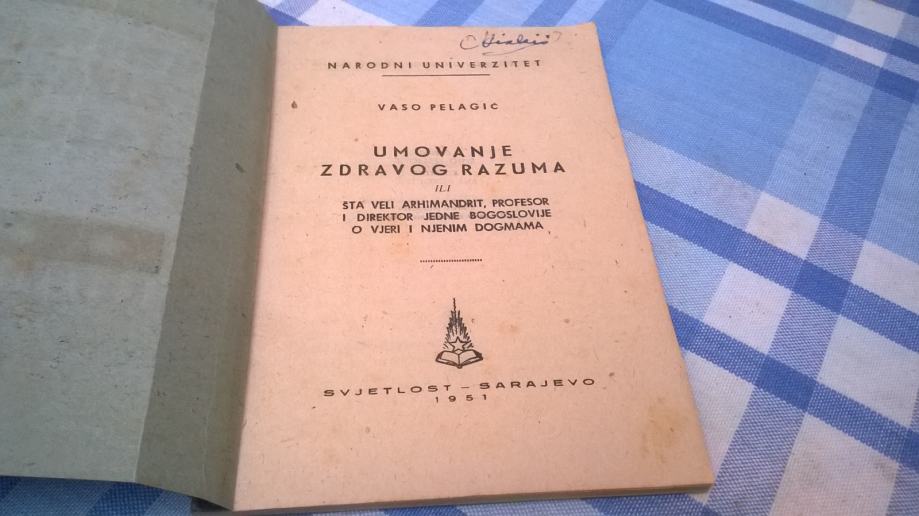 NARODNI UNIVERZITET
VASO PELAGIĆ
UMOVANJE
ZDRAVOG RAZUMA
ILI
ŠTA VELI ARHIMANDRIT, PROFESOR
I DIREKTOR JEDNE BOGOSLOVIJE
O VJERI I NJENIM DOGMAMA
SVJETLOST – SARAJEVO
1951